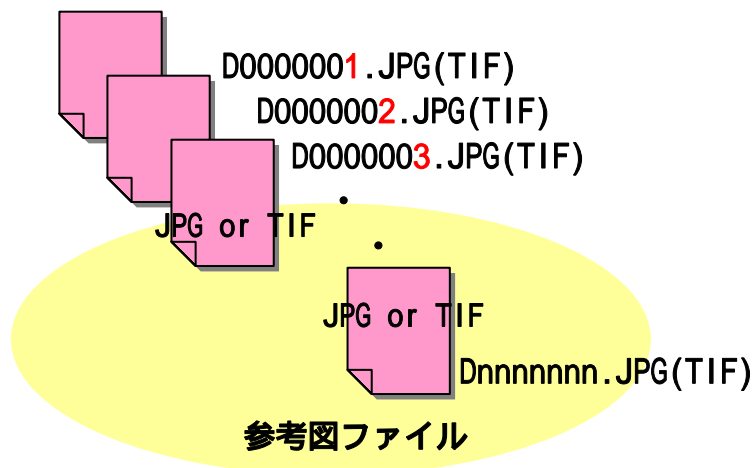 D0000001.JPG(TIF)
D0000002.JPG(TIF)
D0000003.JPG(TIF)
JPG or TIF
JPG or TIF
Dnnnnnnn.JPG(TIF)
参考図ファイル